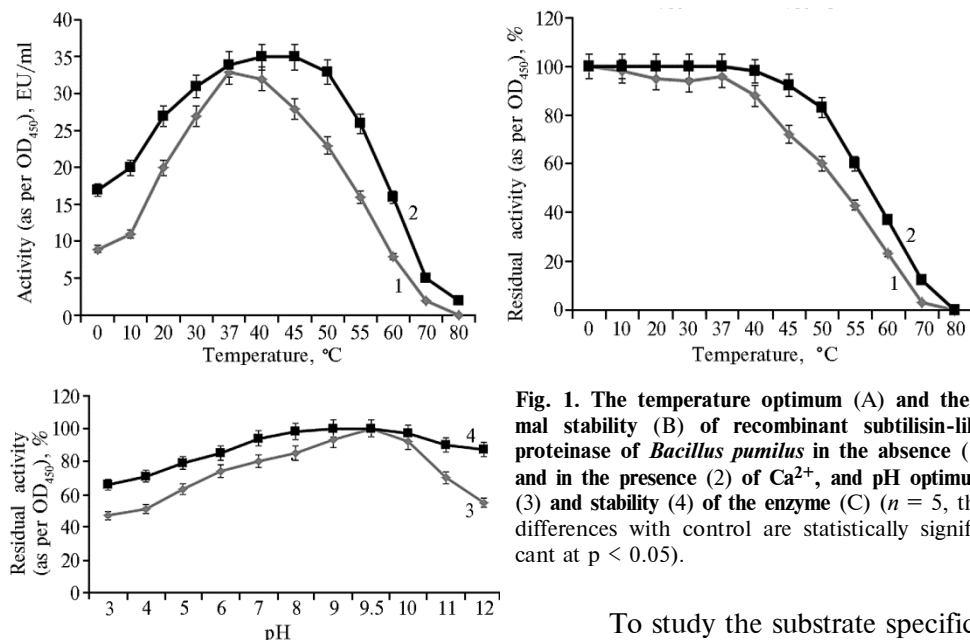 Activity (as per OD450), EU/ml
40
35
30
25
20
15
10
5
0
2
1
0 10 20 30 37 40 45 50 55 60 70 80
Temperature, °C
Residual activity (as per OD450), %
120
100
80
60
40
20
0
2
1
0 10 20 30 37 40 45 50 55 60 70 80
Temperature, °C
Residual activity
(as per OD450), %
120
100
80
60
40
20
0
4
3
3 4 5 6 7 8 9 9.5 10 11 12
pH
Fig. 1. The temperature optimum (A) and the
mal stability (B) of recombinant subtilisin-lik
proteinase of Bacillus pumilus in the absence (
and in the presence (2) of Ca2+, and pH optimu
(3) and stability (4) of the enzyme (C) (n = 5, th
differences with control are statistically signif
cant at p < 0.05).
To study the substrate specific